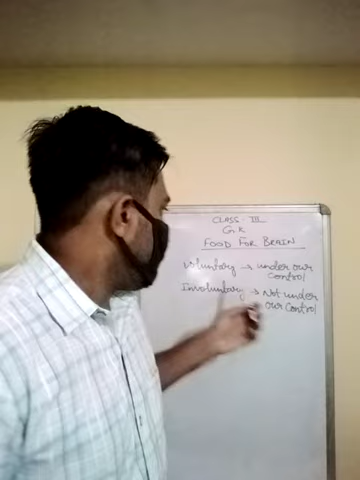 CLASS - III
G.K
FOOD FOR BRAIN
Voluntary → under our
Control
Involuntary → Not under
our Control